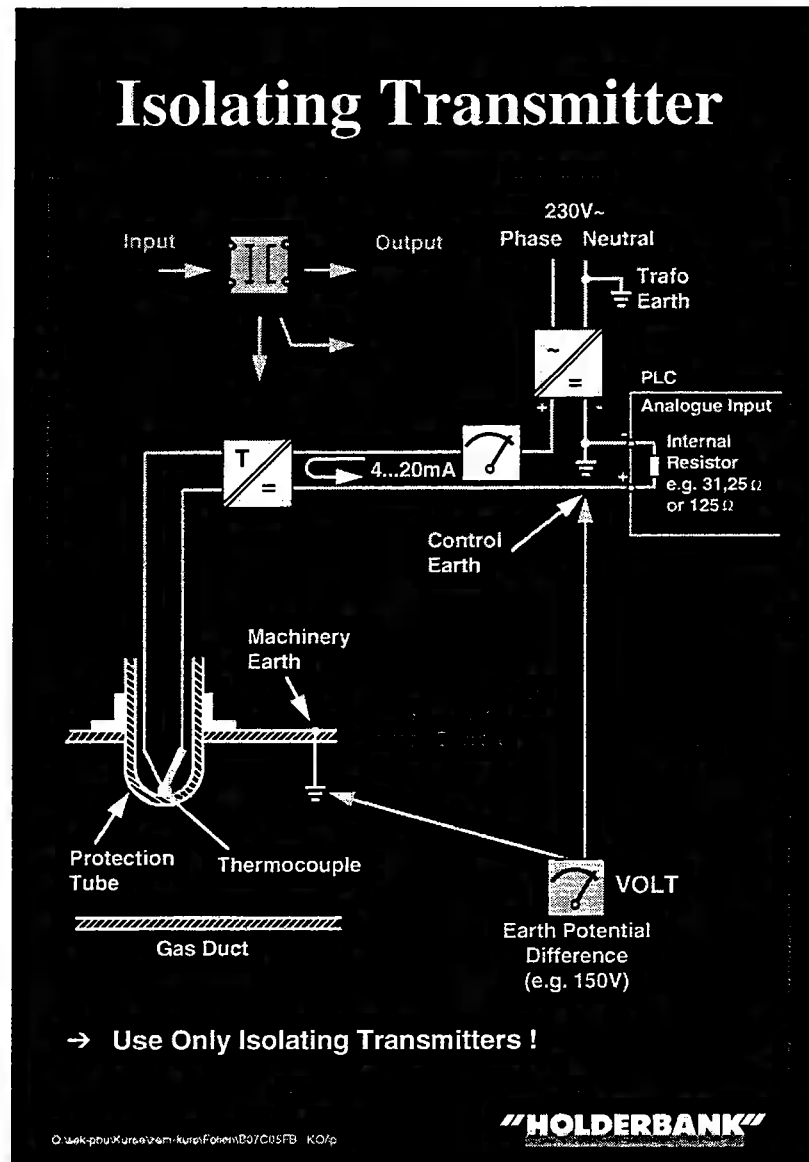 Isolating Transmitter
230V~
Input
Output
Phase Neutral
Trafo
Earth
~
=
+ -
PLC
Analogue Input
T
=
4...20mA
-
+
Internal
Resistor
e.g. 31,25 Ω
or 125 Ω
Control
Earth
Machinery
Earth
Protection
Tube
Thermocouple
VOLT
Gas Duct
Earth Potential
Difference
(e.g. 150V)
→ Use Only Isolating Transmitters !
"HOLDERBANK"